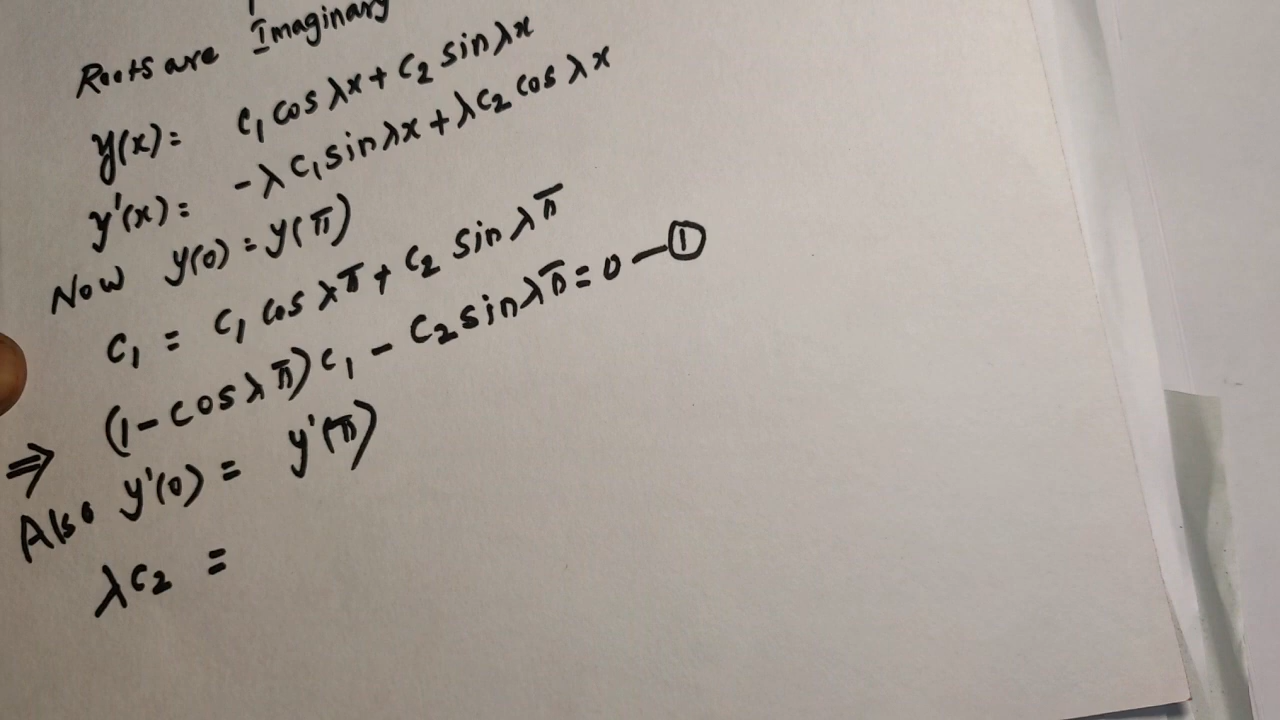 Roots are Imaginary
y(x) = c₁ cos λx + c₂ sin λx
y'(x) = -λ c₁ sin λx + λ c₂ cos λx
Now y(0) = y(π)
c₁ = c₁ cos λπ + c₂ sin λπ
⇒ (1 - cos λπ) c₁ - c₂ sin λπ = 0 — ①
Also y'(0) = y'(π)
λc₂ =